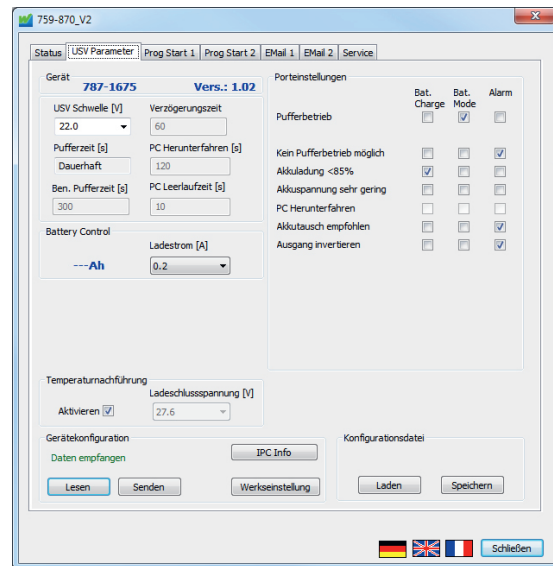 759-870_V2
Status USV Parameter Prog Start 1 Prog Start 2 EMail 1 EMail 2 Service
Gerät
787-1675 Vers.: 1.02
USV Schwelle [V] Verzögerungszeit
22.0 60
Pufferzeit [s] PC Herunterfahren [s]
Dauerhaft 120
Ben. Pufferzeit [s] PC Leerlaufzeit [s]
300 10
Battery Control
Ladestrom [A]
---Ah 0.2
Temperaturnachführung
Ladeschlussspannung [V]
Aktivieren 27.6
Gerätekonfiguration
Daten empfangen
IPC Info
Lesen Senden Werkseinstellung
Porteinstellungen
Bat. Bat. Alarm
Charge Mode
Pufferbetrieb
Kein Pufferbetrieb möglich
Akkuladung <85%
Akkuspannung sehr gering
PC Herunterfahren
Akkutausch empfohlen
Ausgang invertieren
Konfigurationsdatei
Laden Speichern
Schließen